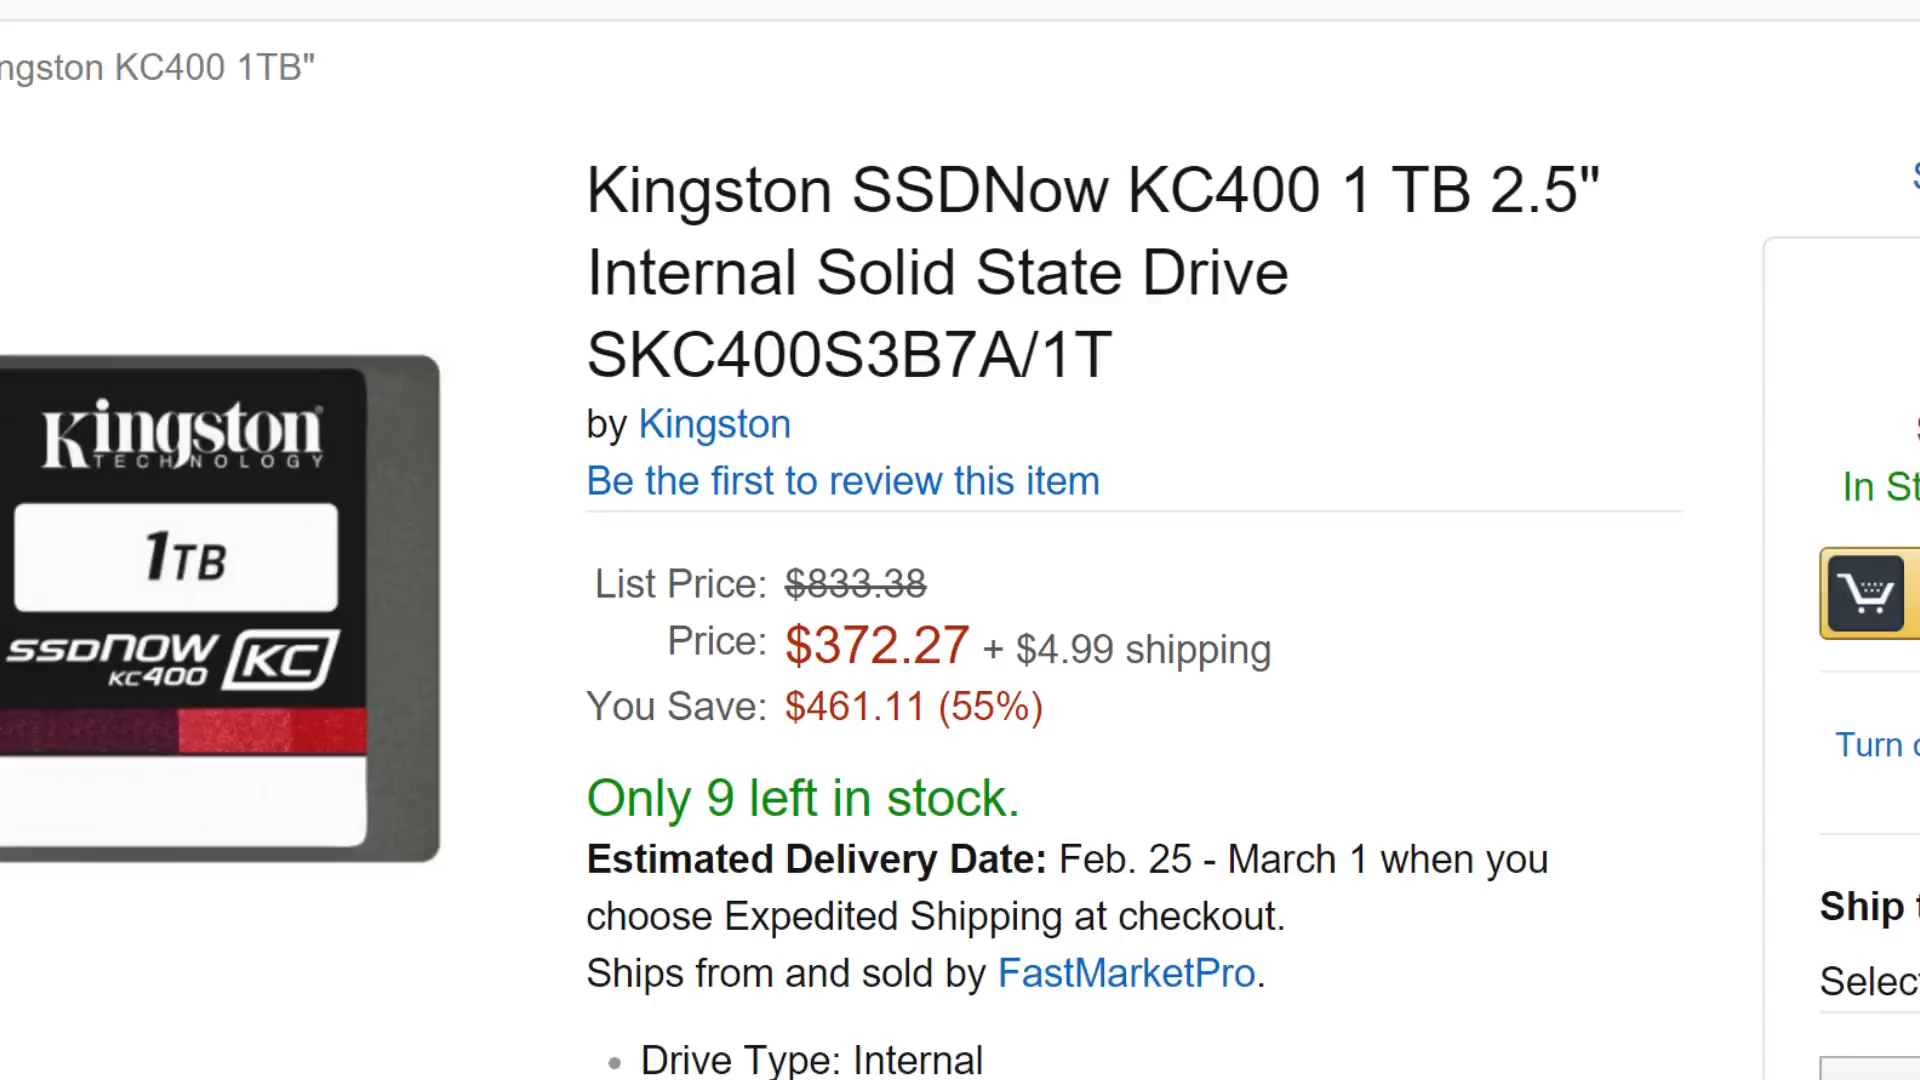 ngston KC400 1TB"
Kingston SSDNow KC400 1 TB 2.5"
Internal Solid State Drive
SKC400S3B7A/1T
by Kingston
Be the first to review this item
List Price: $833.38
Price: $372.27 + $4.99 shipping
You Save: $461.11 (55%)
Only 9 left in stock.
Estimated Delivery Date: Feb. 25 - March 1 when you
choose Expedited Shipping at checkout.
Ships from and sold by FastMarketPro.
• Drive Type: Internal
Kingston
TECHNOLOGY
1TB
SSDNOW
KC400
KC
In St
Turn
Ship
Selec